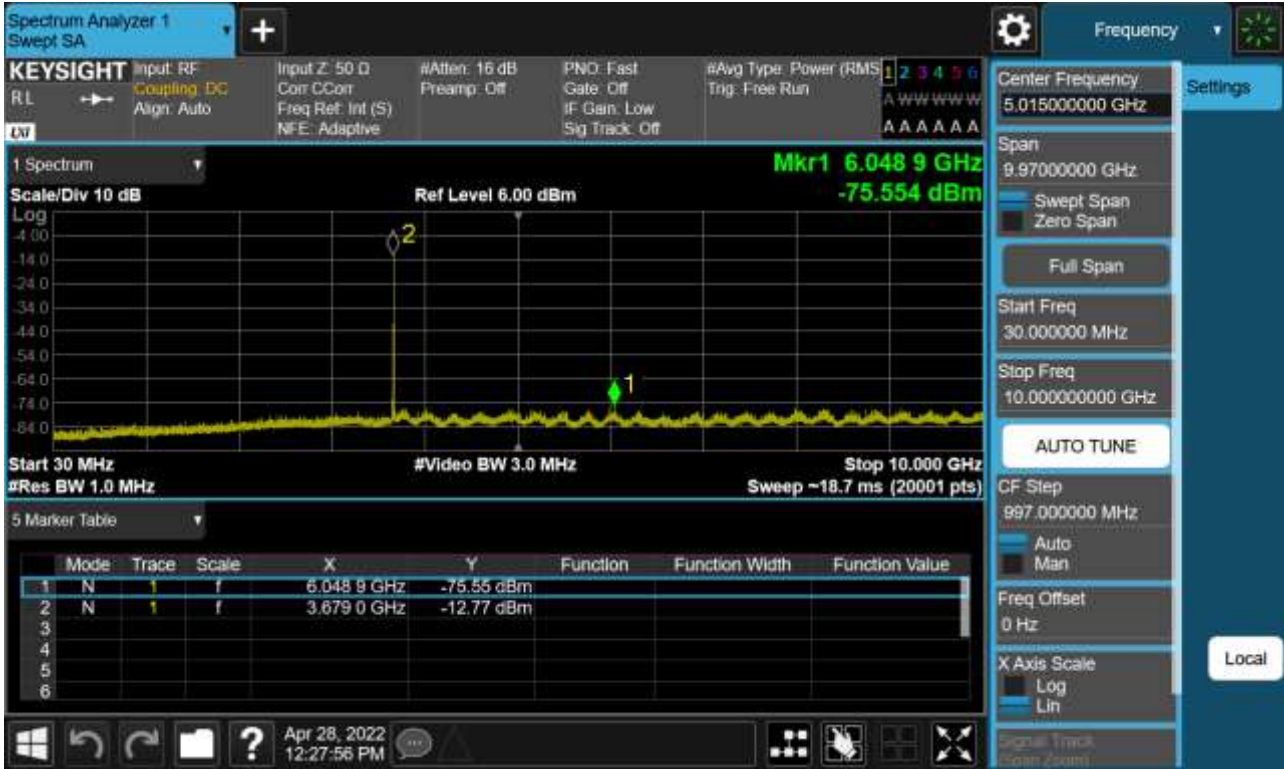 Spectrum Analyzer 1
Swept SA
+
Frequency
KEYSIGHT
RL
LXI
Input: RF
Coupling: DC
Align: Auto
Input Z: 50 Ω
Corr CCorr
Freq Ref: Int (S)
NFE: Adaptive
#Atten: 16 dB
Preamp: Off
PNO: Fast
Gate: Off
IF Gain: Low
Sig Track: Off
#Avg Type: Power (RMS
Trig: Free Run
1 2 3 4 5 6
A W W W W W
A A A A A A
1 Spectrum
Scale/Div 10 dB
Ref Level 6.00 dBm
Mkr1 6.048 9 GHz
-75.554 dBm
Log
-4.00
-14.0
-24.0
-34.0
-44.0
-54.0
-64.0
-74.0
-84.0
2
1
Start 30 MHz
#Video BW 3.0 MHz
Stop 10.000 GHz
#Res BW 1.0 MHz
Sweep ~18.7 ms (20001 pts)
5 Marker Table
Mode Trace Scale X Y Function Function Width Function Value
1 N 1 f 6.048 9 GHz -75.55 dBm
2 N 1 f 3.679 0 GHz -12.77 dBm
3
4
5
6
Apr 28, 2022
12:27:56 PM
?
Center Frequency
5.015000000 GHz
Settings
Span
9.97000000 GHz
Swept Span
Zero Span
Full Span
Start Freq
30.000000 MHz
Stop Freq
10.000000000 GHz
AUTO TUNE
CF Step
997.000000 MHz
Auto
Man
Freq Offset
0 Hz
X Axis Scale
Log
Lin
Local
Signal Track
(Span Zoom)